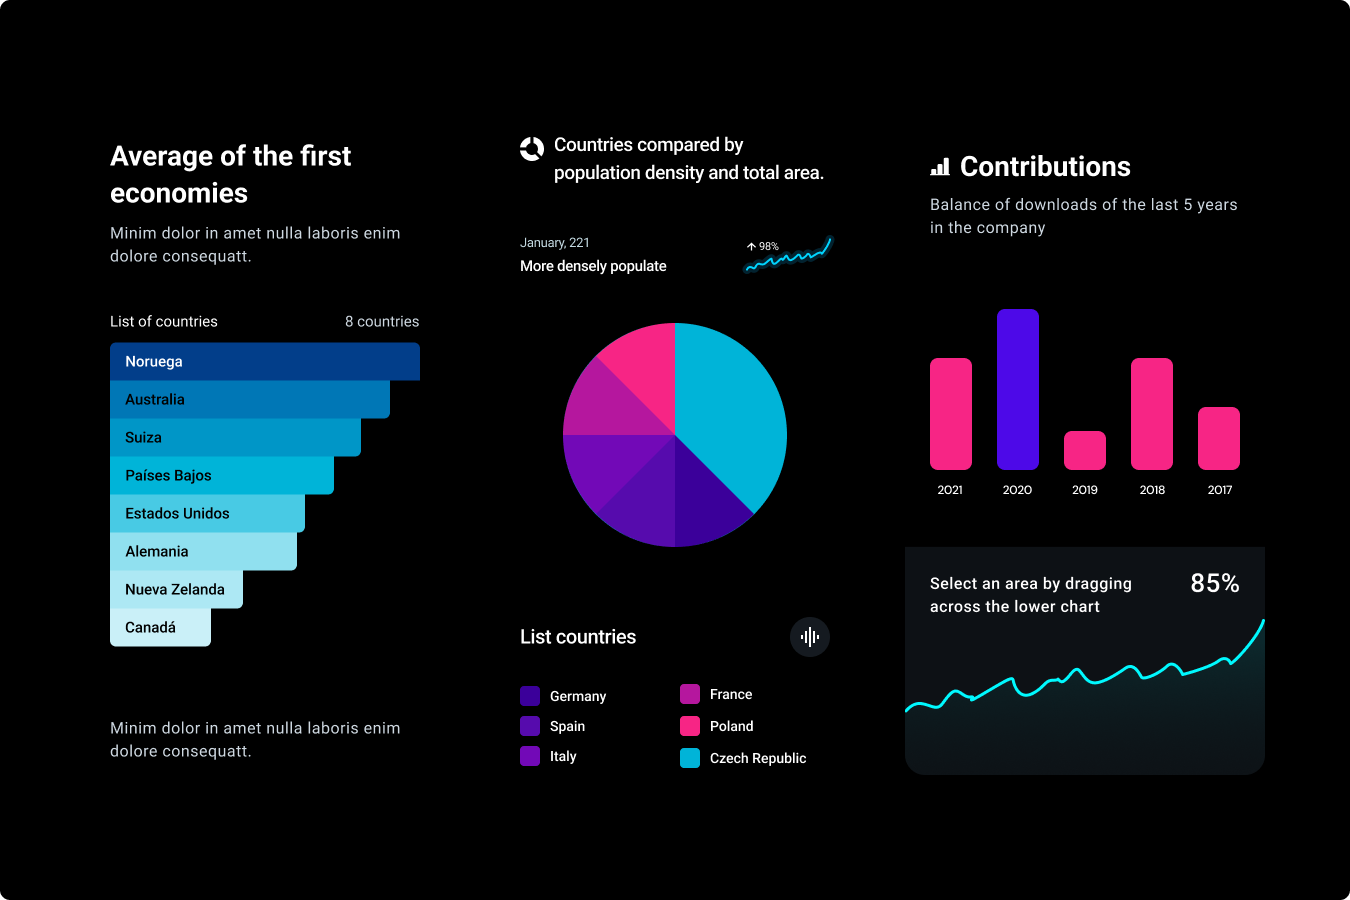 Average of the first
economies
Minim dolor in amet nulla laboris enim
dolore consequatt.
List of countries
8 countries
Noruega
Australia
Suiza
Países Bajos
Estados Unidos
Alemania
Nueva Zelanda
Canadá
Minim dolor in amet nulla laboris enim
dolore consequatt.
Countries compared by
population density and total area.
January, 221
More densely populate
98%
List countries
Germany
Spain
Italy
France
Poland
Czech Republic
Contributions
Balance of downloads of the last 5 years
in the company
2021 2020 2019 2018 2017
Select an area by dragging
across the lower chart
85%